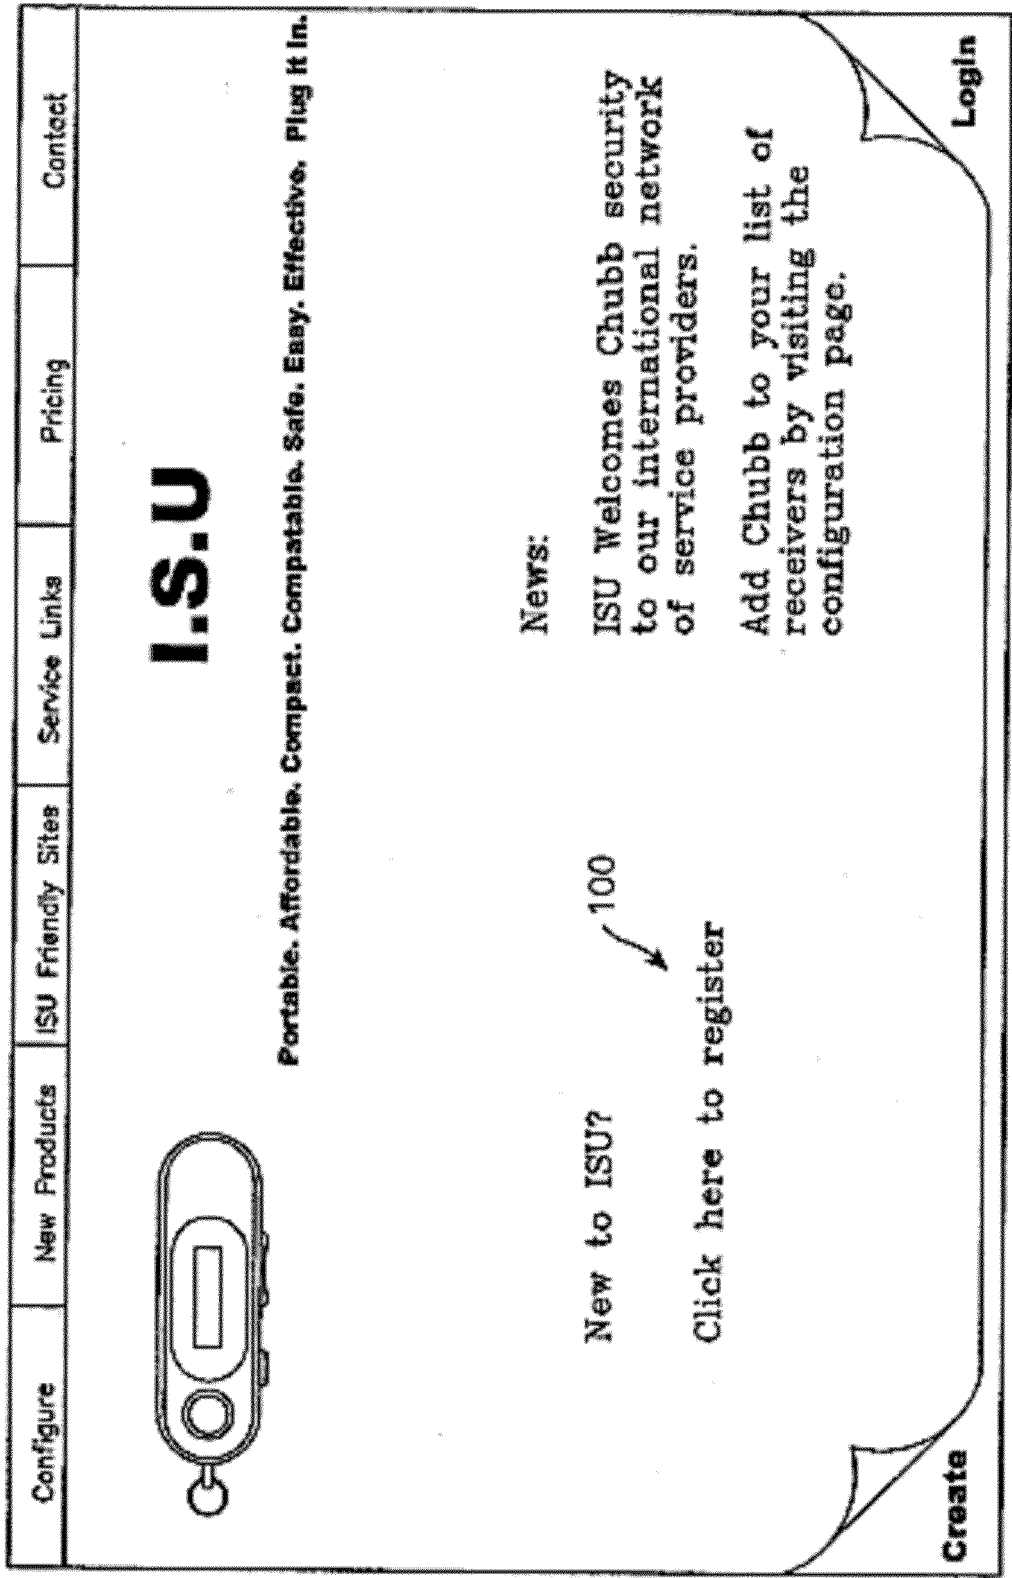 Configure
New Products
ISU Friendly Sites
Service Links
Pricing
Contact
I.S.U
Portable. Affordable. Compact. Compatable. Safe. Easy. Effective. Plug It In.
New to ISU?
100
Click here to register
News:
ISU Welcomes Chubb security
to our international network
of service providers.
Add Chubb to your list of
receivers by visiting the
configuration page.
Create
Login